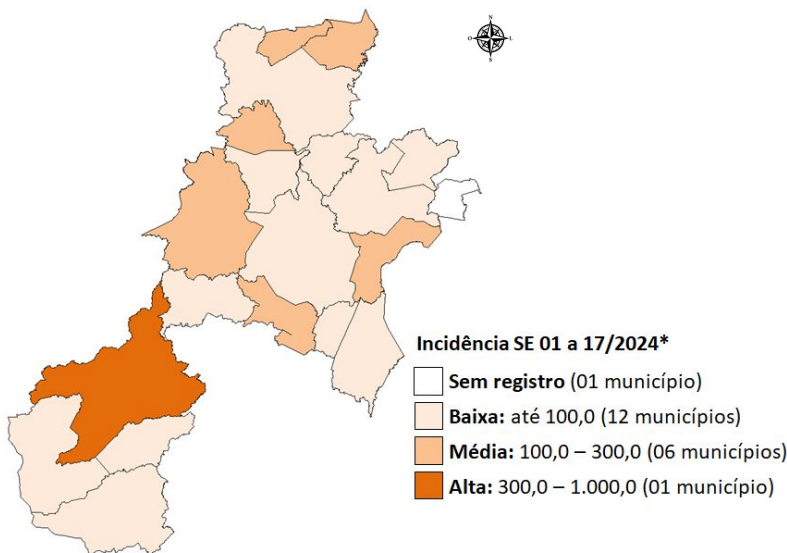 N
O L
S
Incidência SE 01 a 17/2024*
Sem registro (01 município)
Baixa: até 100,0 (12 municípios)
Média: 100,0 – 300,0 (06 municípios)
Alta: 300,0 – 1.000,0 (01 município)